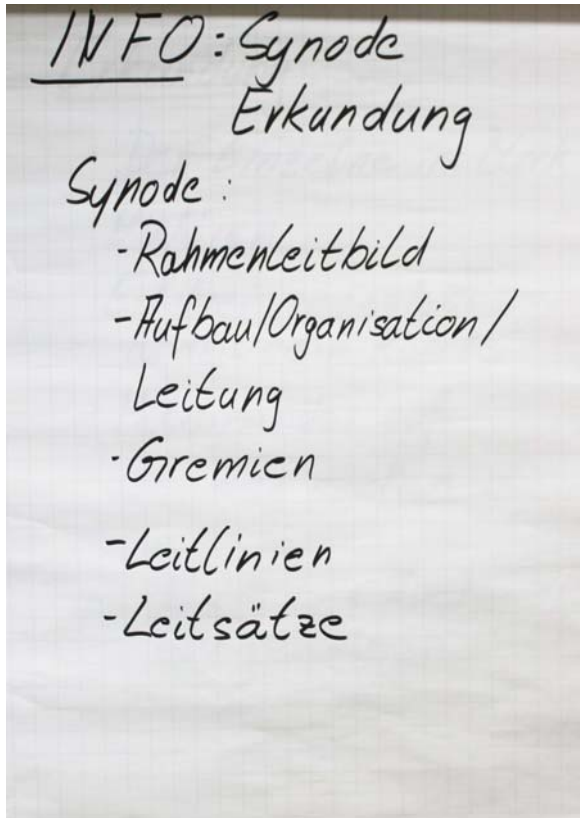 INFO: Synode
Erkundung
Synode:
-Rahmenleitbild
-Aufbau/Organisation/
Leitung
-Gremien
-Leitlinien
-Leitsätze